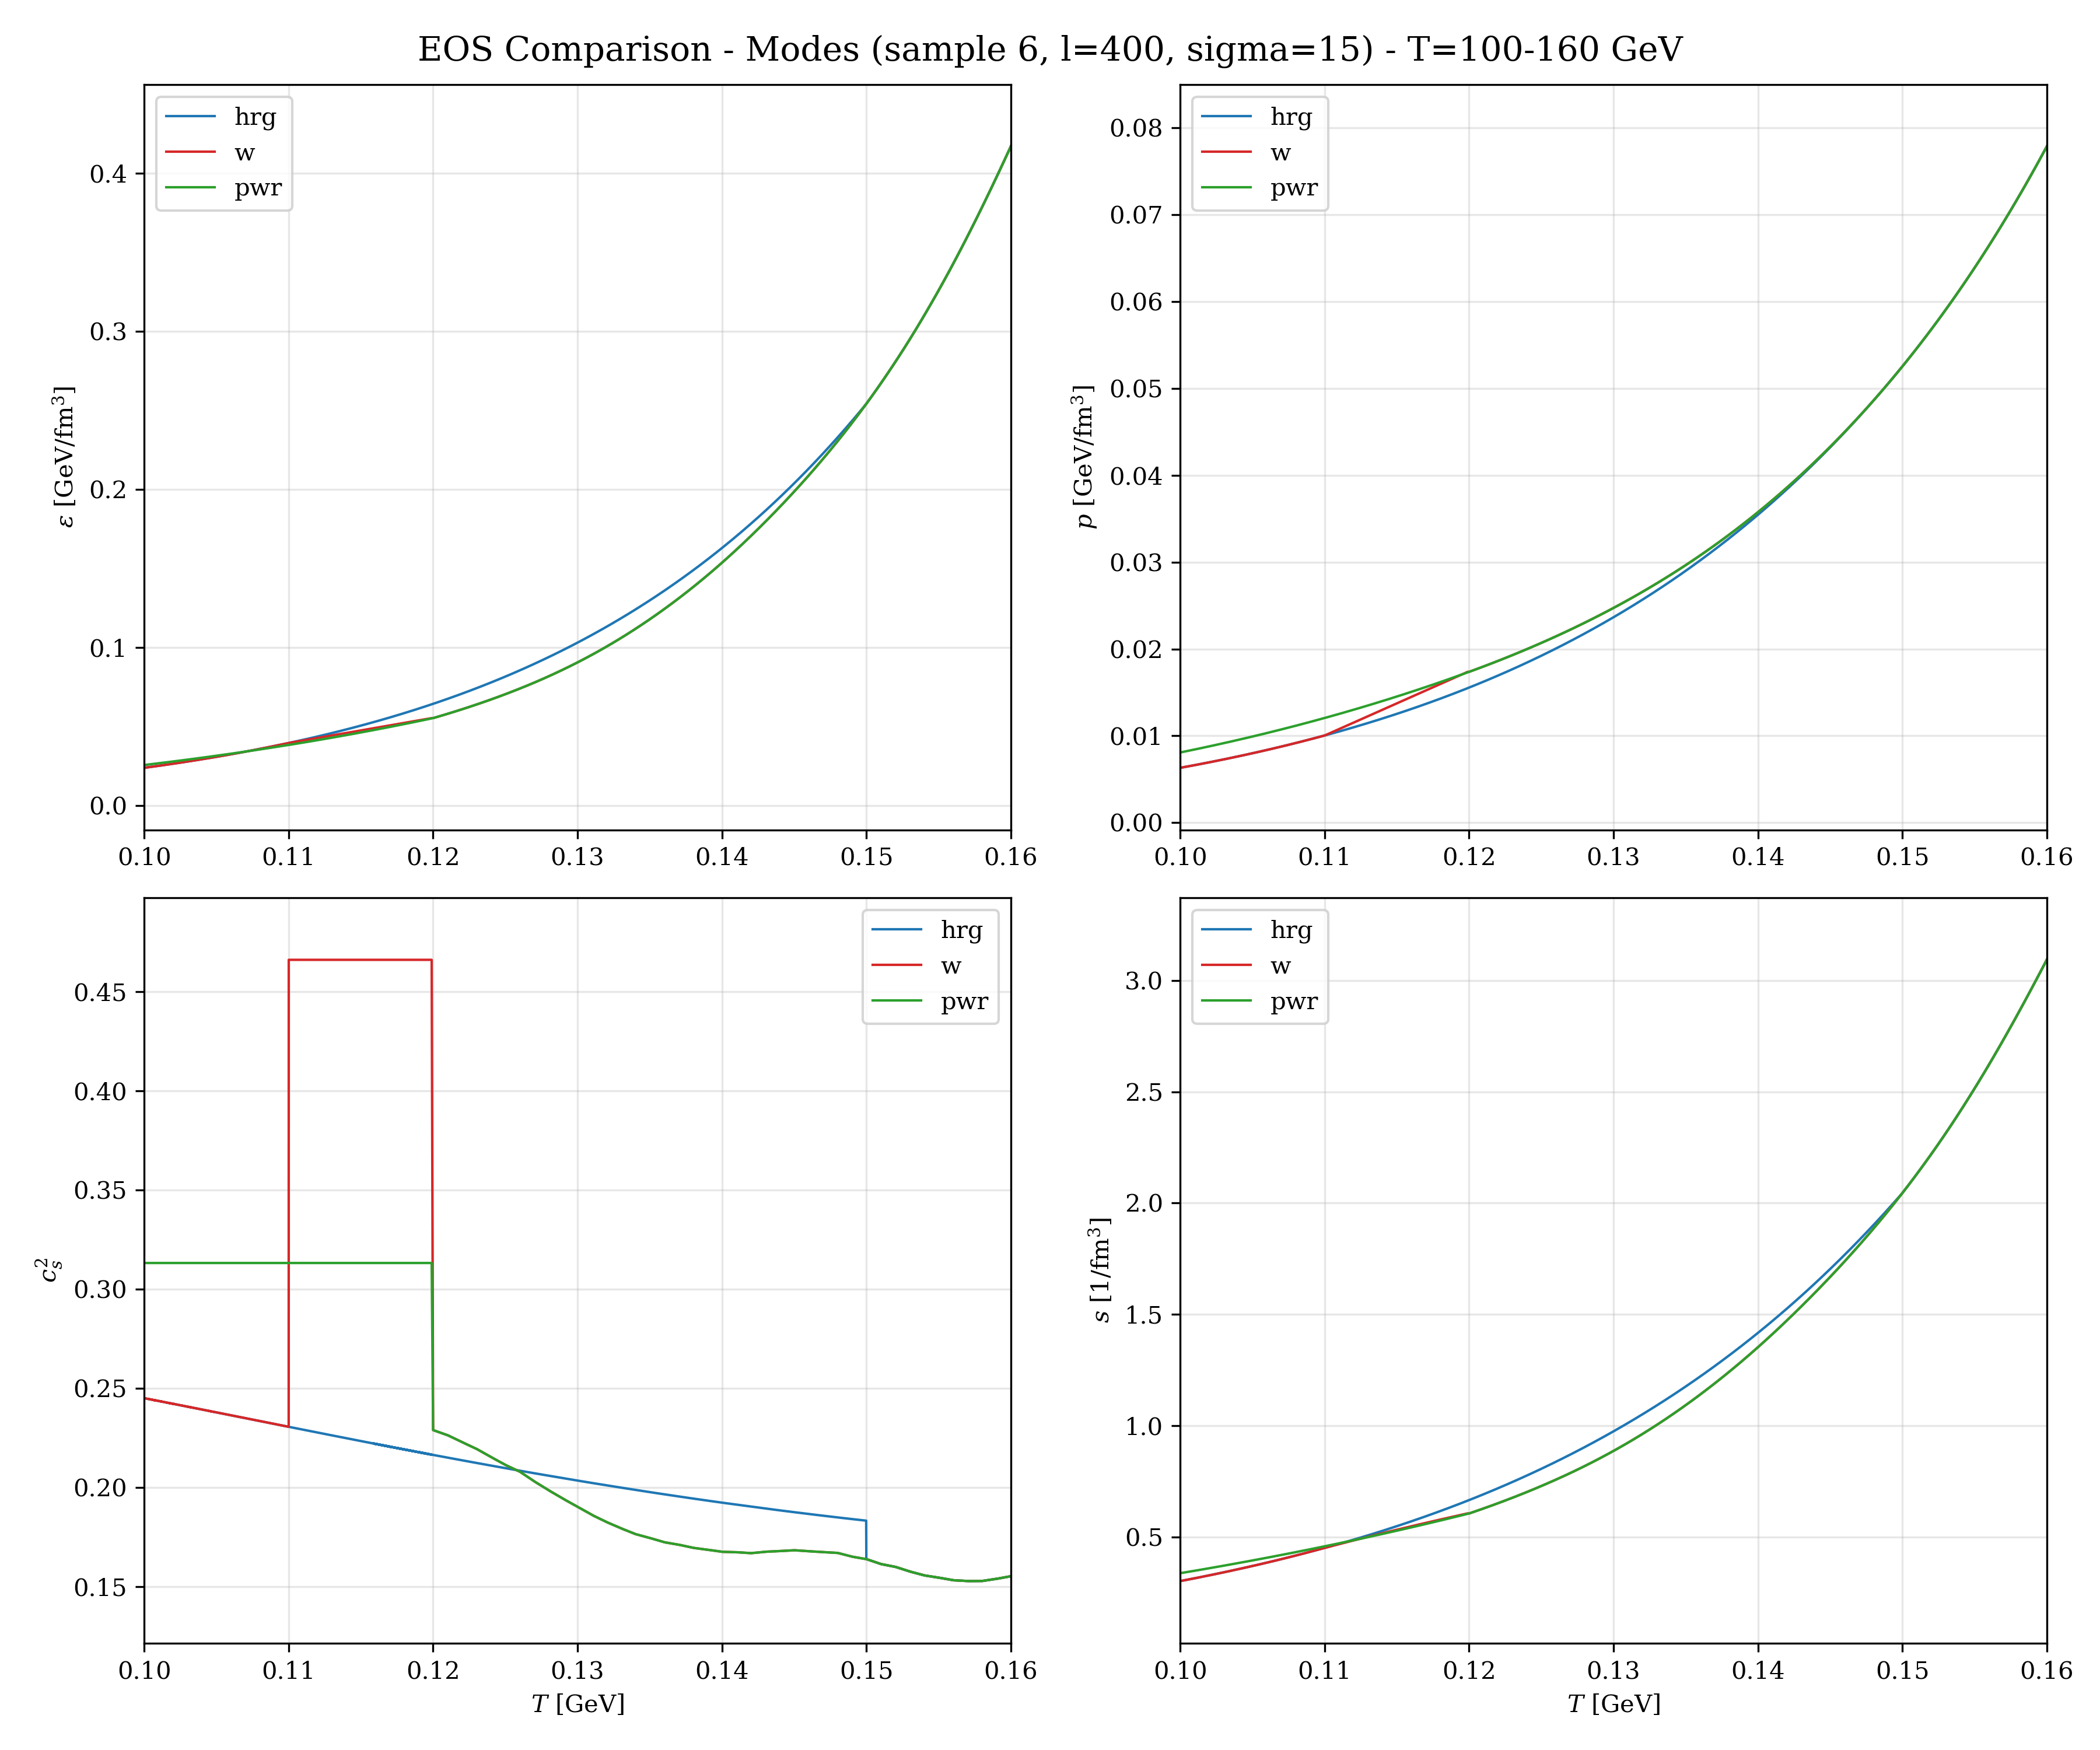 EOS Comparison - Modes (sample 6, l=400, sigma=15) - T=100-160 GeV
hrg
w
pwr
0.4
0.3
0.2
0.1
0.0
ε [GeV/fm³]
0.10 0.11 0.12 0.13 0.14 0.15 0.16
hrg
w
pwr
0.08
0.07
0.06
0.05
0.04
0.03
0.02
0.01
0.00
p [GeV/fm³]
0.10 0.11 0.12 0.13 0.14 0.15 0.16
hrg
w
pwr
0.45
0.40
0.35
0.30
0.25
0.20
0.15
c_s^2
0.10 0.11 0.12 0.13 0.14 0.15 0.16
T [GeV]
hrg
w
pwr
3.0
2.5
2.0
1.5
1.0
0.5
s [1/fm³]
0.10 0.11 0.12 0.13 0.14 0.15 0.16
T [GeV]